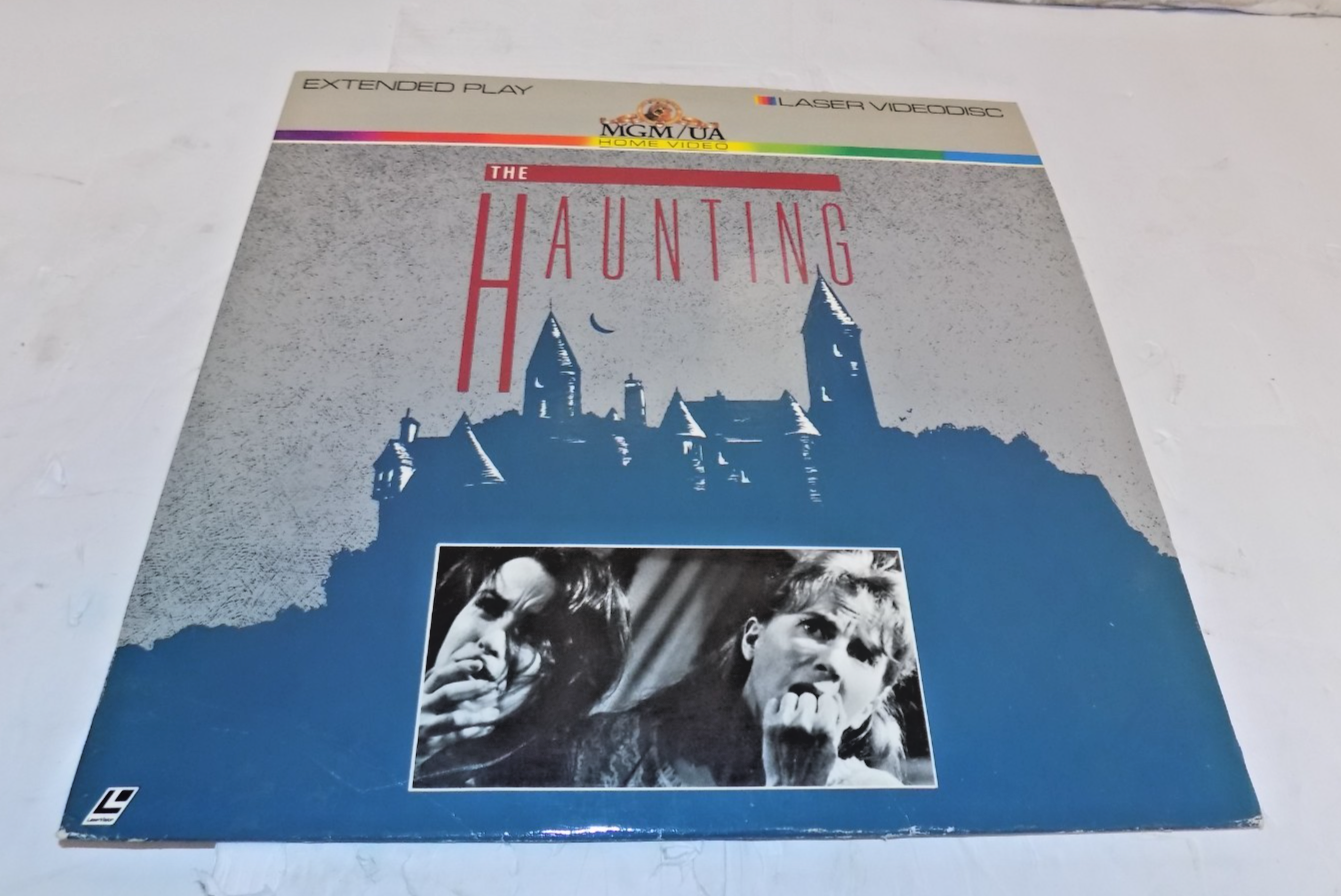 EXTENDED PLAY
LASER VIDEODISC
MGM/UA
HOME VIDEO
THE
HAUNTING